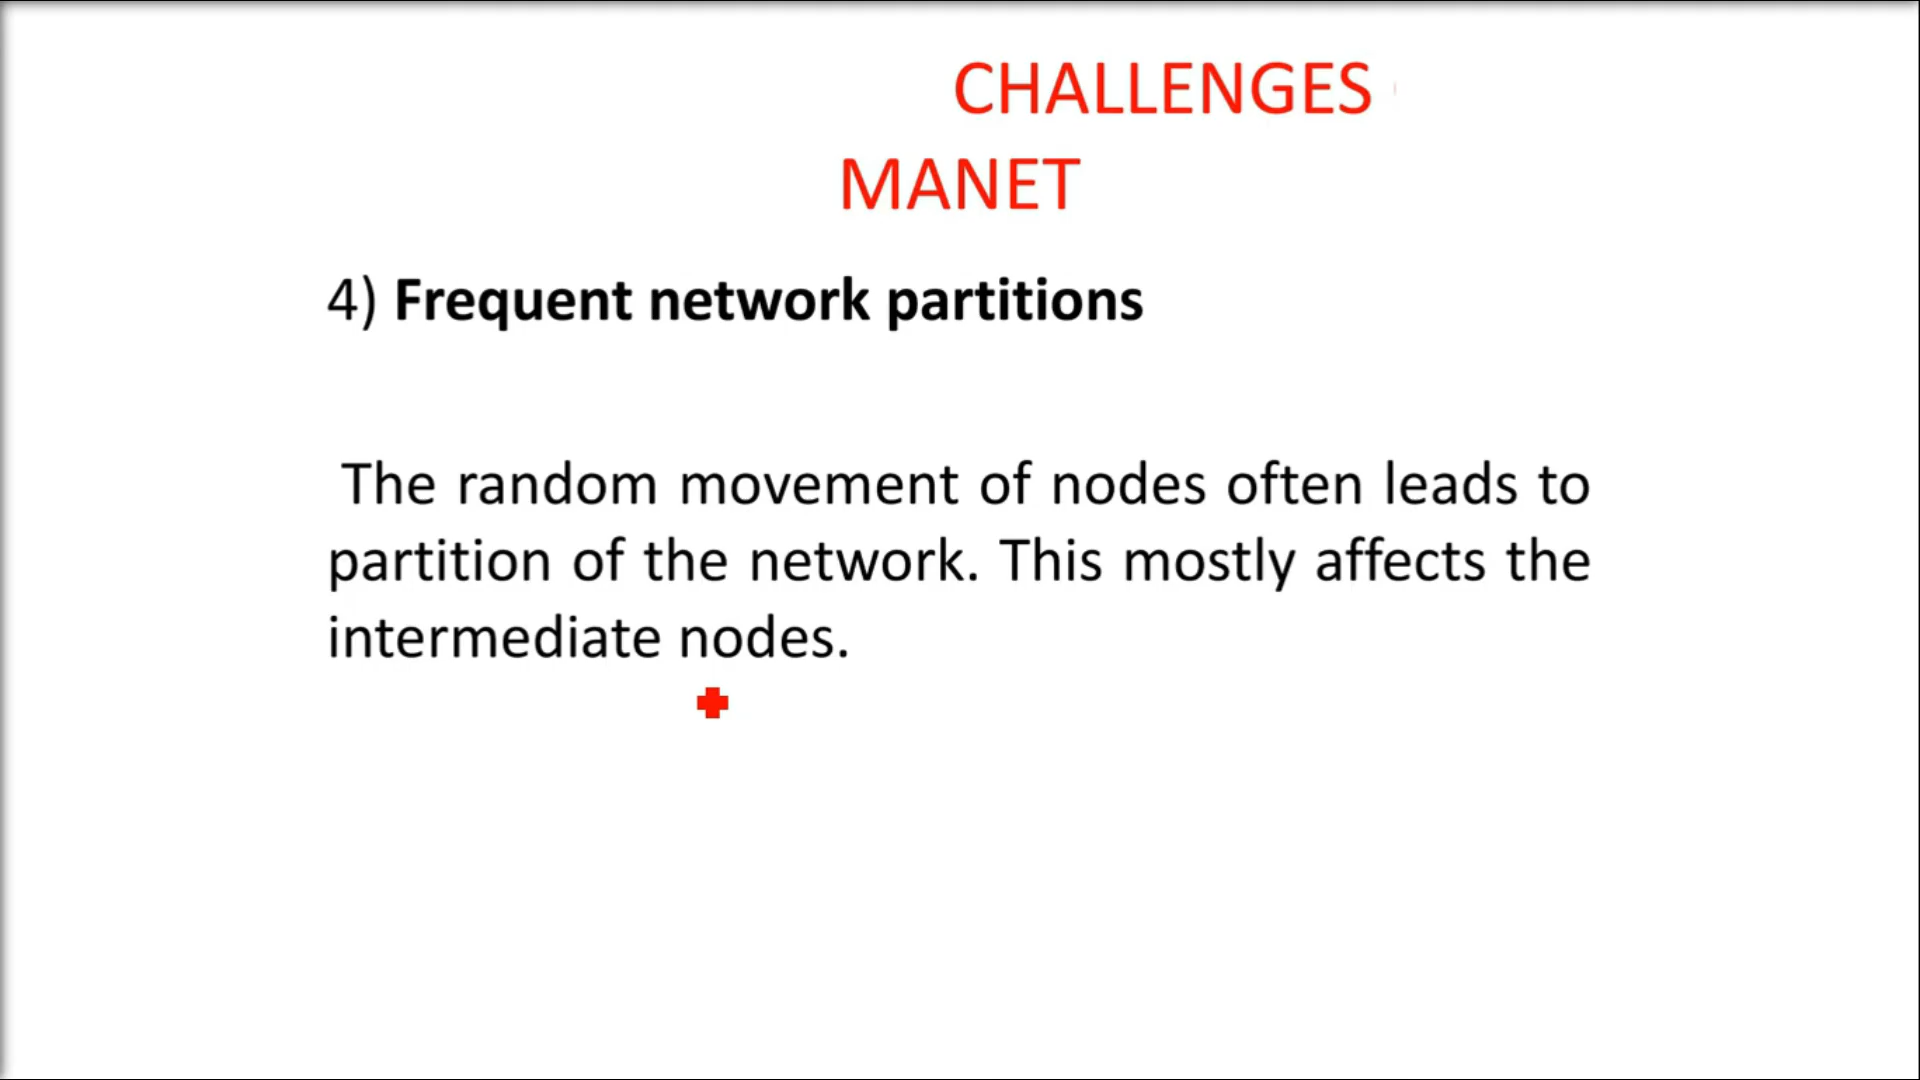 CHALLENGES
MANET
4) Frequent network partitions
The random movement of nodes often leads to
partition of the network. This mostly affects the
intermediate nodes.